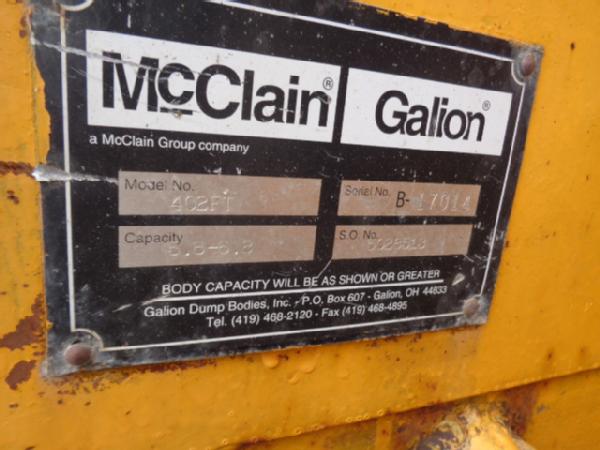 McClain® Galion®
a McClain Group company
Model No. 402FT Serial No. B-17014
Capacity S.O. No.
BODY CAPACITY WILL BE AS SHOWN OR GREATER
Galion Dump Bodies, Inc. - P.O. Box 607 - Galion, OH 44833
Tel. (419) 468-2120 - Fax (419) 468-4895